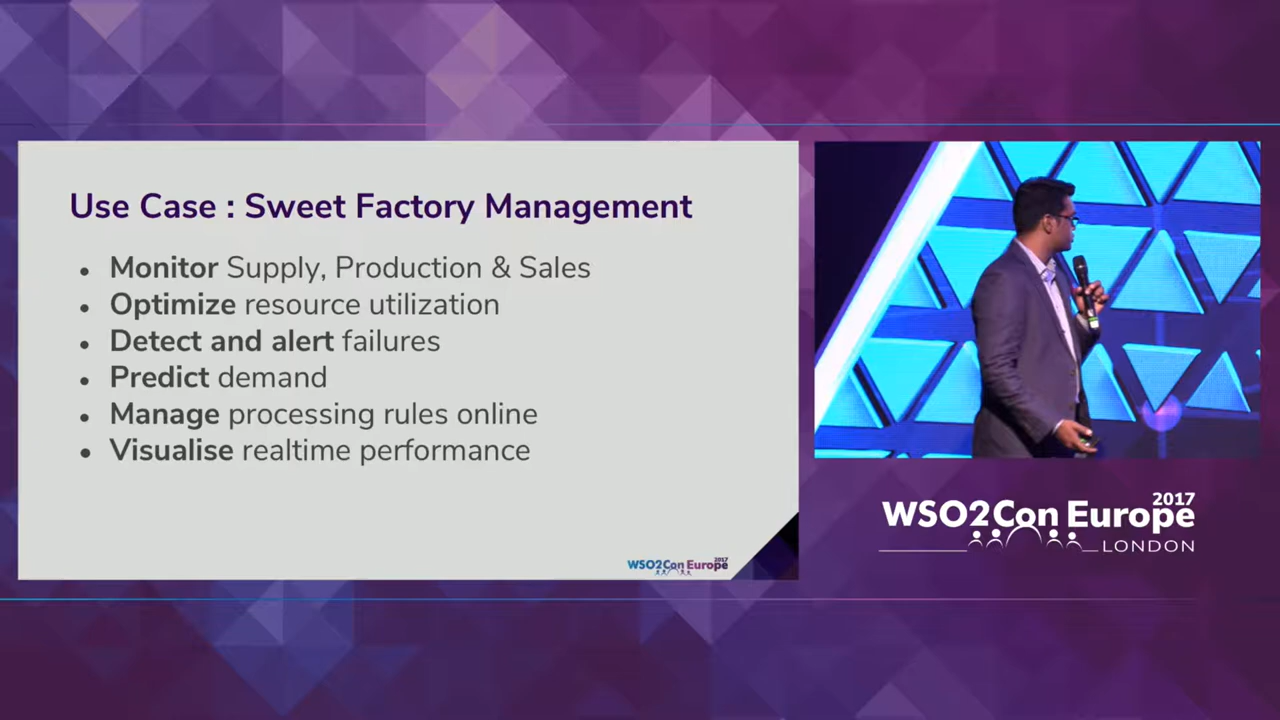 Use Case : Sweet Factory Management
• Monitor Supply, Production & Sales
• Optimize resource utilization
• Detect and alert failures
• Predict demand
• Manage processing rules online
• Visualise realtime performance
WSO2Con Europe 2017
WSO2Con Europe 2017
LONDON